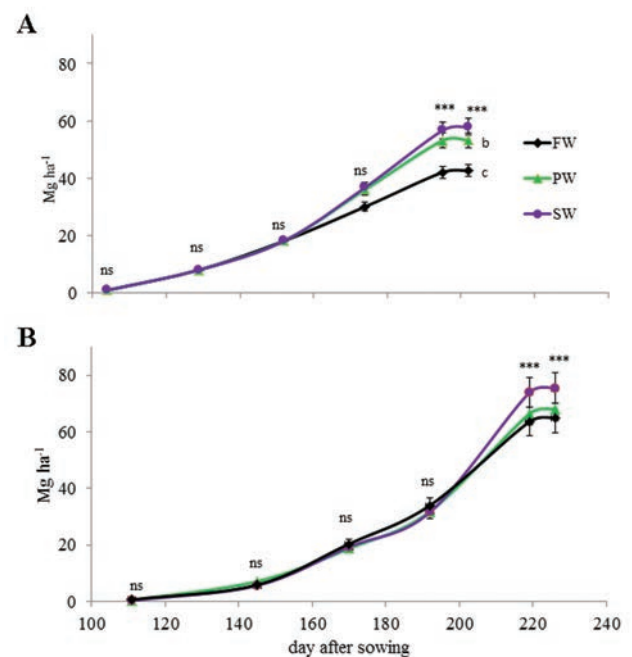 A
80
60
40
20
0
Mg ha⁻¹
ns
ns
ns
ns
*** ***
b
c
FW
PW
SW
B
80
60
40
20
0
Mg ha⁻¹
ns
ns
ns
ns
*** ***
100 120 140 160 180 200 220 240
day after sowing